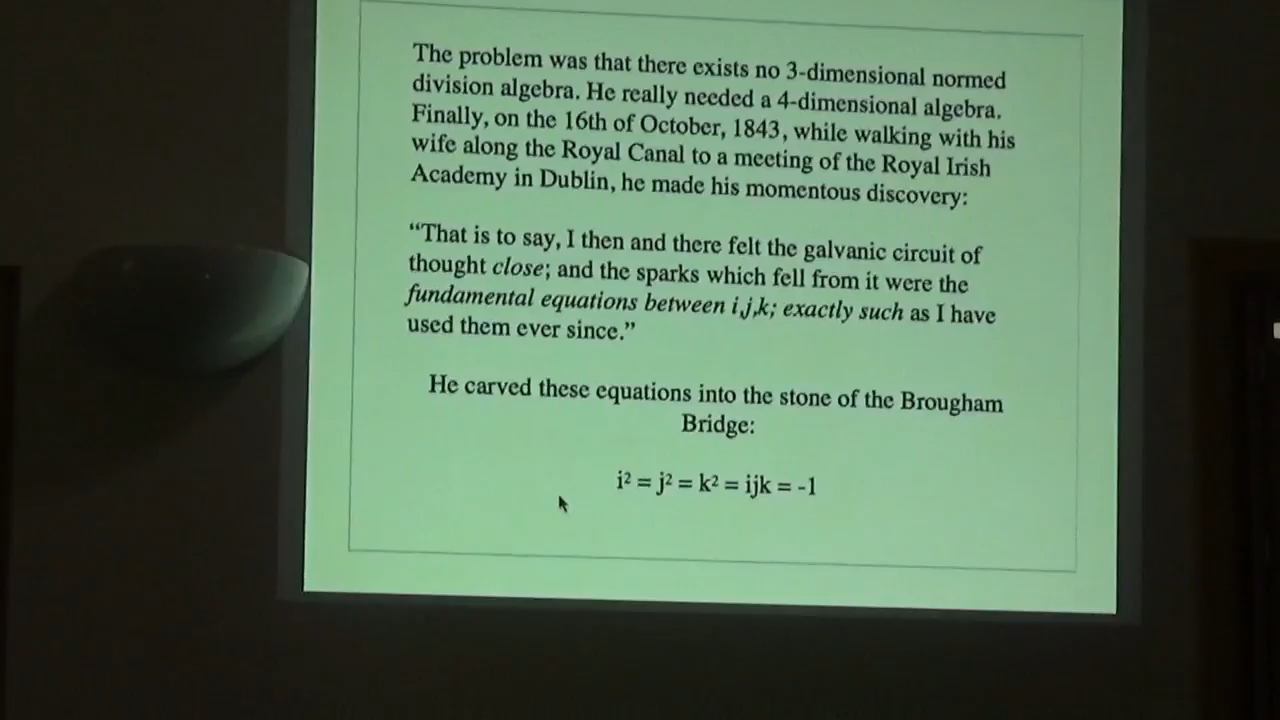 The problem was that there exists no 3-dimensional normed
division algebra. He really needed a 4-dimensional algebra.
Finally, on the 16th of October, 1843, while walking with his
wife along the Royal Canal to a meeting of the Royal Irish
Academy in Dublin, he made his momentous discovery:
“That is to say, I then and there felt the galvanic circuit of
thought close; and the sparks which fell from it were the
fundamental equations between i,j,k; exactly such as I have
used them ever since.”
He carved these equations into the stone of the Brougham
Bridge:
i² = j² = k² = ijk = -1